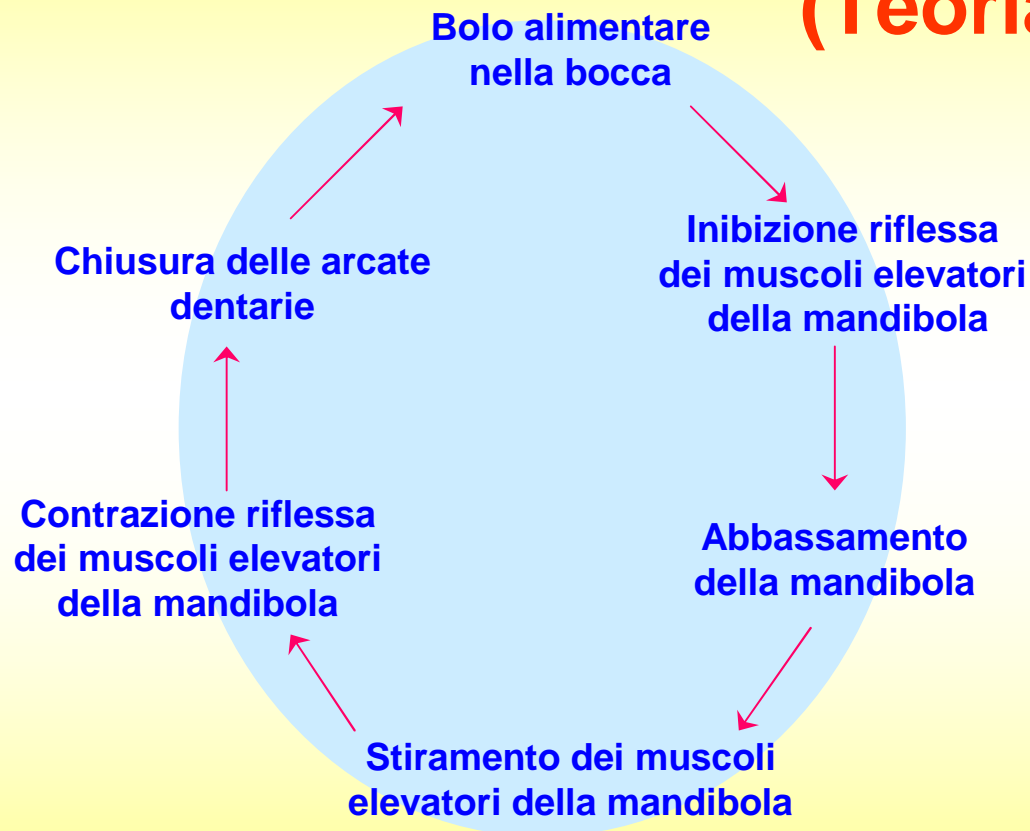 (Teoria
Bolo alimentare
nella bocca
Inibizione riflessa
dei muscoli elevatori
della mandibola
Abbassamento
della mandibola
Stiramento dei muscoli
elevatori della mandibola
Contrazione riflessa
dei muscoli elevatori
della mandibola
Chiusura delle arcate
dentarie